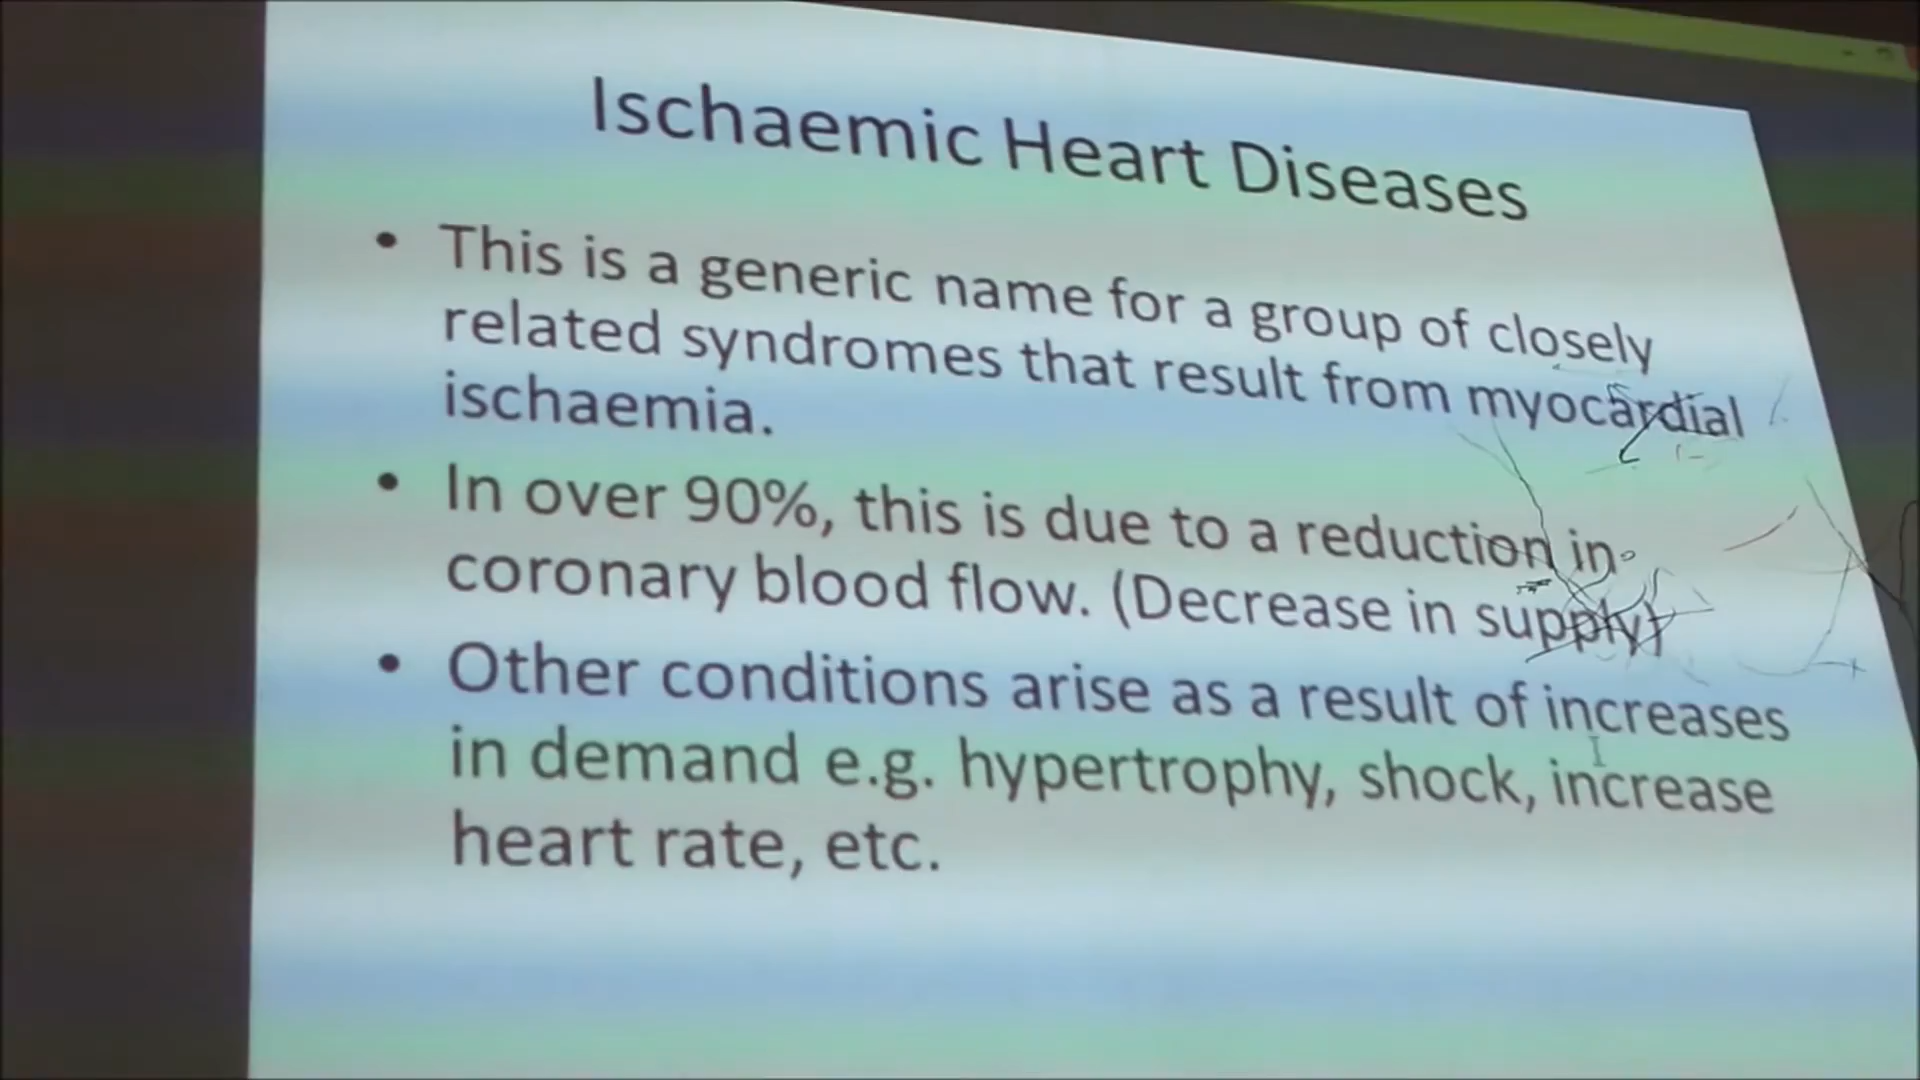 Ischaemic Heart Diseases
• This is a generic name for a group of closely
related syndromes that result from myocardial
ischaemia.
• In over 90%, this is due to a reduction in
coronary blood flow. (Decrease in supply)
• Other conditions arise as a result of increases
in demand e.g. hypertrophy, shock, increase
heart rate, etc.